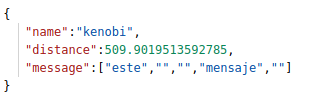 {
"name":"kenobi",
"distance":509.9019513592785,
"message":["este","","","mensaje",""]
}